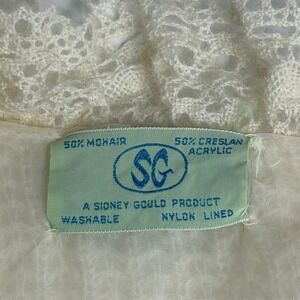 50% MOHAIR 50% CRESLAN
ACRYLIC
SG
A SIDNEY GOULD PRODUCT
WASHABLE NYLON LINED